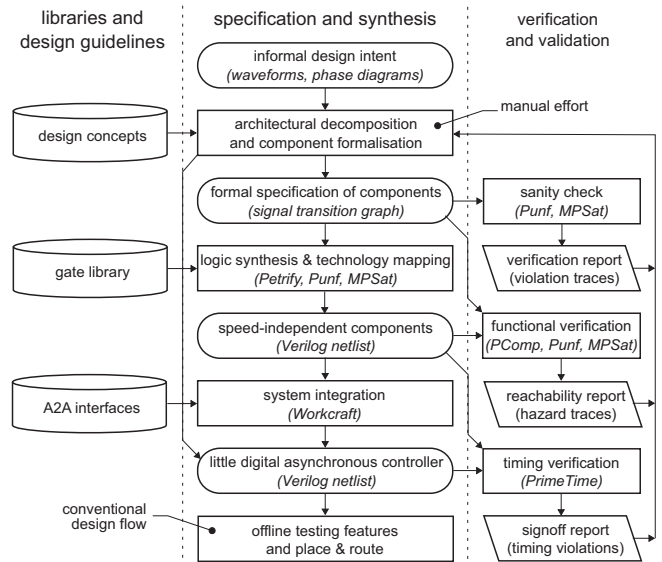 libraries and
design guidelines
specification and synthesis
verification
and validation
informal design intent
(waveforms, phase diagrams)
manual effort
design concepts
architectural decomposition
and component formalisation
formal specification of components
(signal transition graph)
sanity check
(Punf, MPSat)
gate library
logic synthesis & technology mapping
(Petrify, Punf, MPSat)
verification report
(violation traces)
speed-independent components
(Verilog netlist)
functional verification
(PComp, Punf, MPSat)
A2A interfaces
system integration
(Workcraft)
reachability report
(hazard traces)
little digital asynchronous controller
(Verilog netlist)
timing verification
(PrimeTime)
conventional
design flow
offline testing features
and place & route
signoff report
(timing violations)